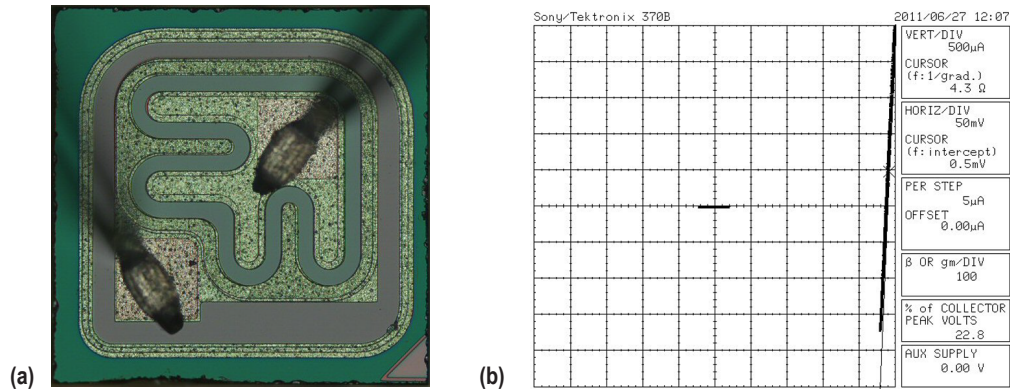 Sony/Tektronix 370B 2011/06/27 12:07
VERT/DIV
500µA
CURSOR
(f:1/grad.)
4.3 Ω
HORIZ/DIV
50mV
CURSOR
(f:intercept)
0.5mV
PER STEP
5µA
OFFSET
0.00µA
β OR gm/DIV
100
% of COLLECTOR
PEAK VOLTS
22.8
AUX SUPPLY
0.00 V
(a)
(b)